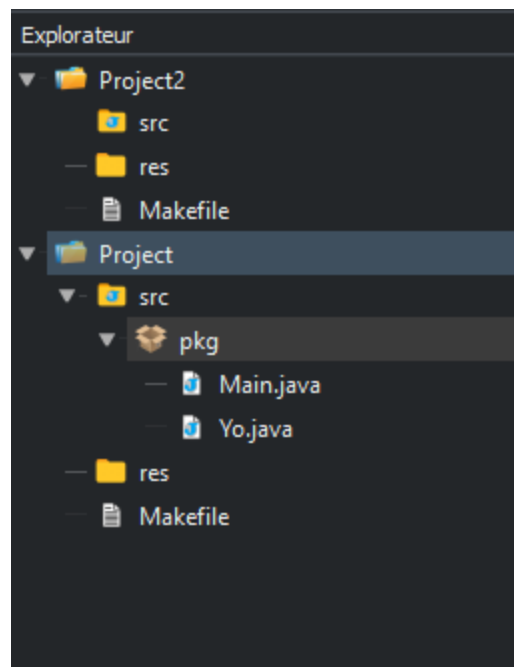 Explorateur
Project2
src
res
Makefile
Project
src
pkg
Main.java
Yo.java
res
Makefile